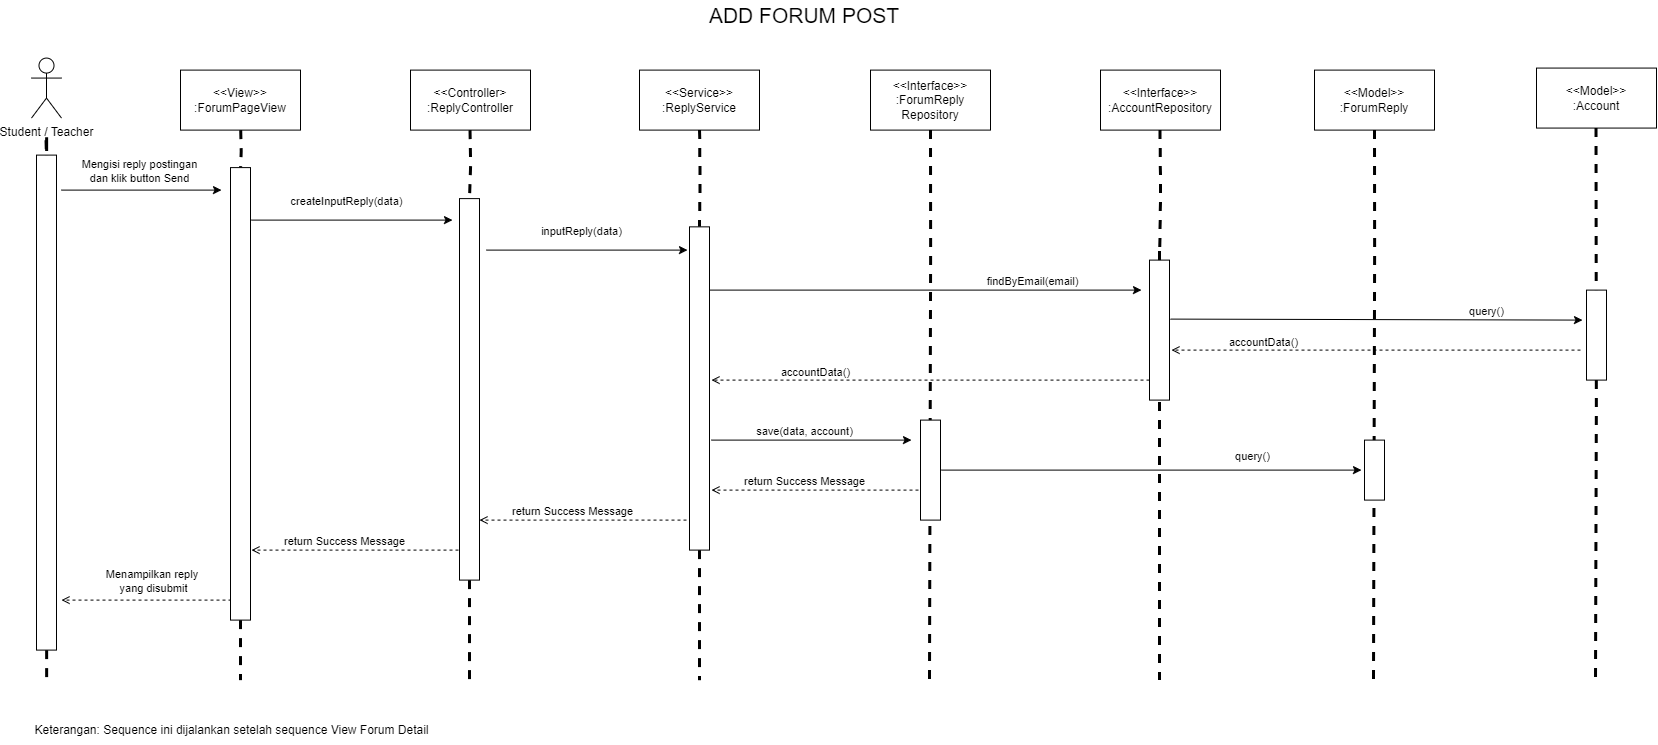 ADD FORUM POST
Student / Teacher
<<View>>
:ForumPageView
<<Controller>
:ReplyController
<<Service>>
:ReplyService
<<Interface>>
:ForumReply
Repository
<<Interface>>
:AccountRepository
<<Model>>
:ForumReply
<<Model>>
:Account
Mengisi reply postingan
dan klik button Send
createInputReply(data)
inputReply(data)
findByEmail(email)
query()
accountData()
accountData()
save(data, account)
query()
return Success Message
return Success Message
return Success Message
Menampilkan reply
yang disubmit
Keterangan: Sequence ini dijalankan setelah sequence View Forum Detail